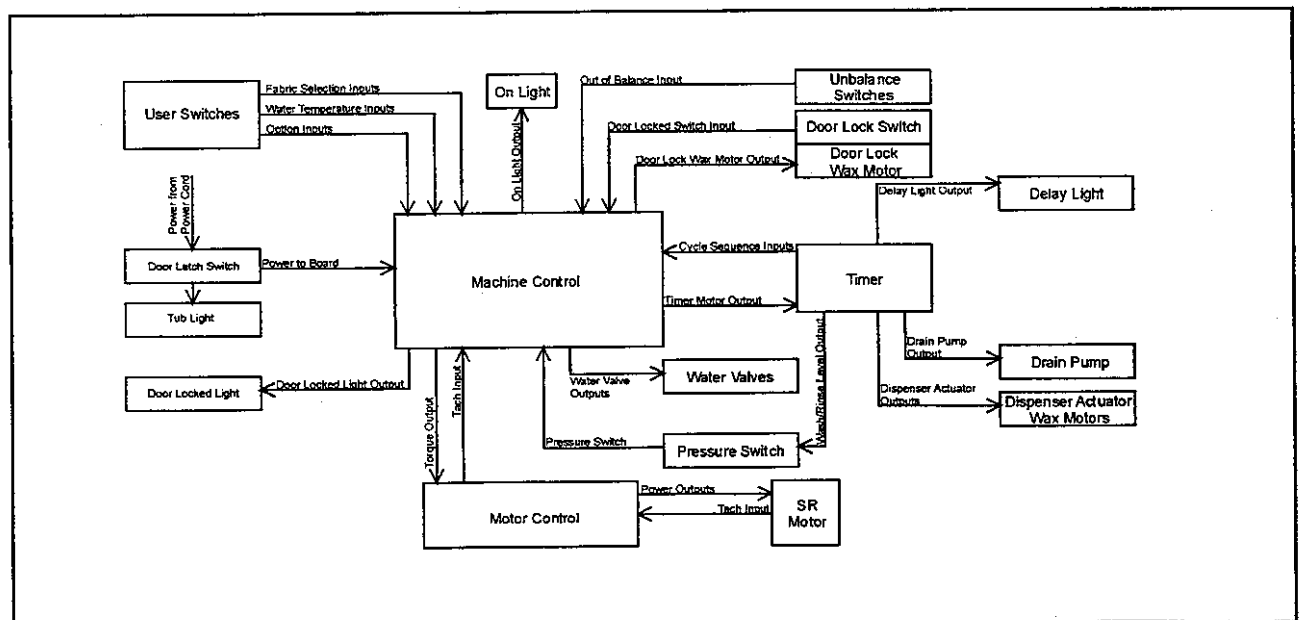 User Switches
Fabric Selection Inputs
Water Temperature Inputs
Option Inputs
On Light
On Light Output
Out of Balance Input
Unbalance
Switches
Door Locked Switch Input
Door Lock Switch
Door Lock Wax Motor Output
Door Lock
Wax Motor
Delay Light Output
Delay Light
Power from
Power Cord
Door Latch Switch
Power to Board
Tub Light
Machine Control
Cycle Sequence Inputs
Timer Motor Output
Timer
Door Locked Light
Door Locked Light Output
Torque Output
Tach Input
Water Valve
Outputs
Water Valves
Wash/Rinse Level Output
Drain Pump
Output
Drain Pump
Dispenser Actuator
Outputs
Dispenser Actuator
Wax Motors
Pressure Switch
Pressure Switch
Motor Control
Power Outputs
Tach Input
SR
Motor